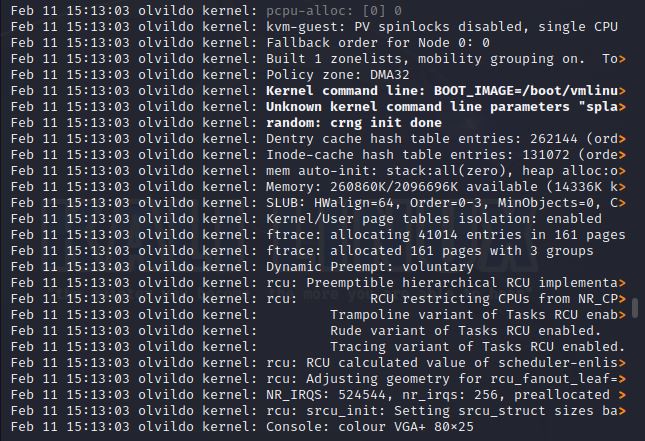 Feb 11 15:13:03 olvildo kernel: pcpu-alloc: [0] 0
Feb 11 15:13:03 olvildo kernel: kvm-guest: PV spinlocks disabled, single CPU
Feb 11 15:13:03 olvildo kernel: Fallback order for Node 0: 0
Feb 11 15:13:03 olvildo kernel: Built 1 zonelists, mobility grouping on.  To>
Feb 11 15:13:03 olvildo kernel: Policy zone: DMA32
Feb 11 15:13:03 olvildo kernel: Kernel command line: BOOT_IMAGE=/boot/vmlinu>
Feb 11 15:13:03 olvildo kernel: Unknown kernel command line parameters "spla>
Feb 11 15:13:03 olvildo kernel: random: crng init done
Feb 11 15:13:03 olvildo kernel: Dentry cache hash table entries: 262144 (ord>
Feb 11 15:13:03 olvildo kernel: Inode-cache hash table entries: 131072 (orde>
Feb 11 15:13:03 olvildo kernel: mem auto-init: stack:all(zero), heap alloc:o>
Feb 11 15:13:03 olvildo kernel: Memory: 260860K/2096696K available (14336K k>
Feb 11 15:13:03 olvildo kernel: SLUB: HWalign=64, Order=0-3, MinObjects=0, C>
Feb 11 15:13:03 olvildo kernel: Kernel/User page tables isolation: enabled
Feb 11 15:13:03 olvildo kernel: ftrace: allocating 41014 entries in 161 pages
Feb 11 15:13:03 olvildo kernel: ftrace: allocated 161 pages with 3 groups
Feb 11 15:13:03 olvildo kernel: Dynamic Preempt: voluntary
Feb 11 15:13:03 olvildo kernel: rcu: Preemptible hierarchical RCU implementa>
Feb 11 15:13:03 olvildo kernel: rcu:         RCU restricting CPUs from NR_CP>
Feb 11 15:13:03 olvildo kernel:         Trampoline variant of Tasks RCU enab>
Feb 11 15:13:03 olvildo kernel:         Rude variant of Tasks RCU enabled.
Feb 11 15:13:03 olvildo kernel:         Tracing variant of Tasks RCU enabled.
Feb 11 15:13:03 olvildo kernel: rcu: RCU calculated value of scheduler-enlis>
Feb 11 15:13:03 olvildo kernel: rcu: Adjusting geometry for rcu_fanout_leaf=>
Feb 11 15:13:03 olvildo kernel: NR_IRQS: 524544, nr_irqs: 256, preallocated >
Feb 11 15:13:03 olvildo kernel: rcu: srcu_init: Setting srcu_struct sizes ba>
Feb 11 15:13:03 olvildo kernel: Console: colour VGA+ 80×25